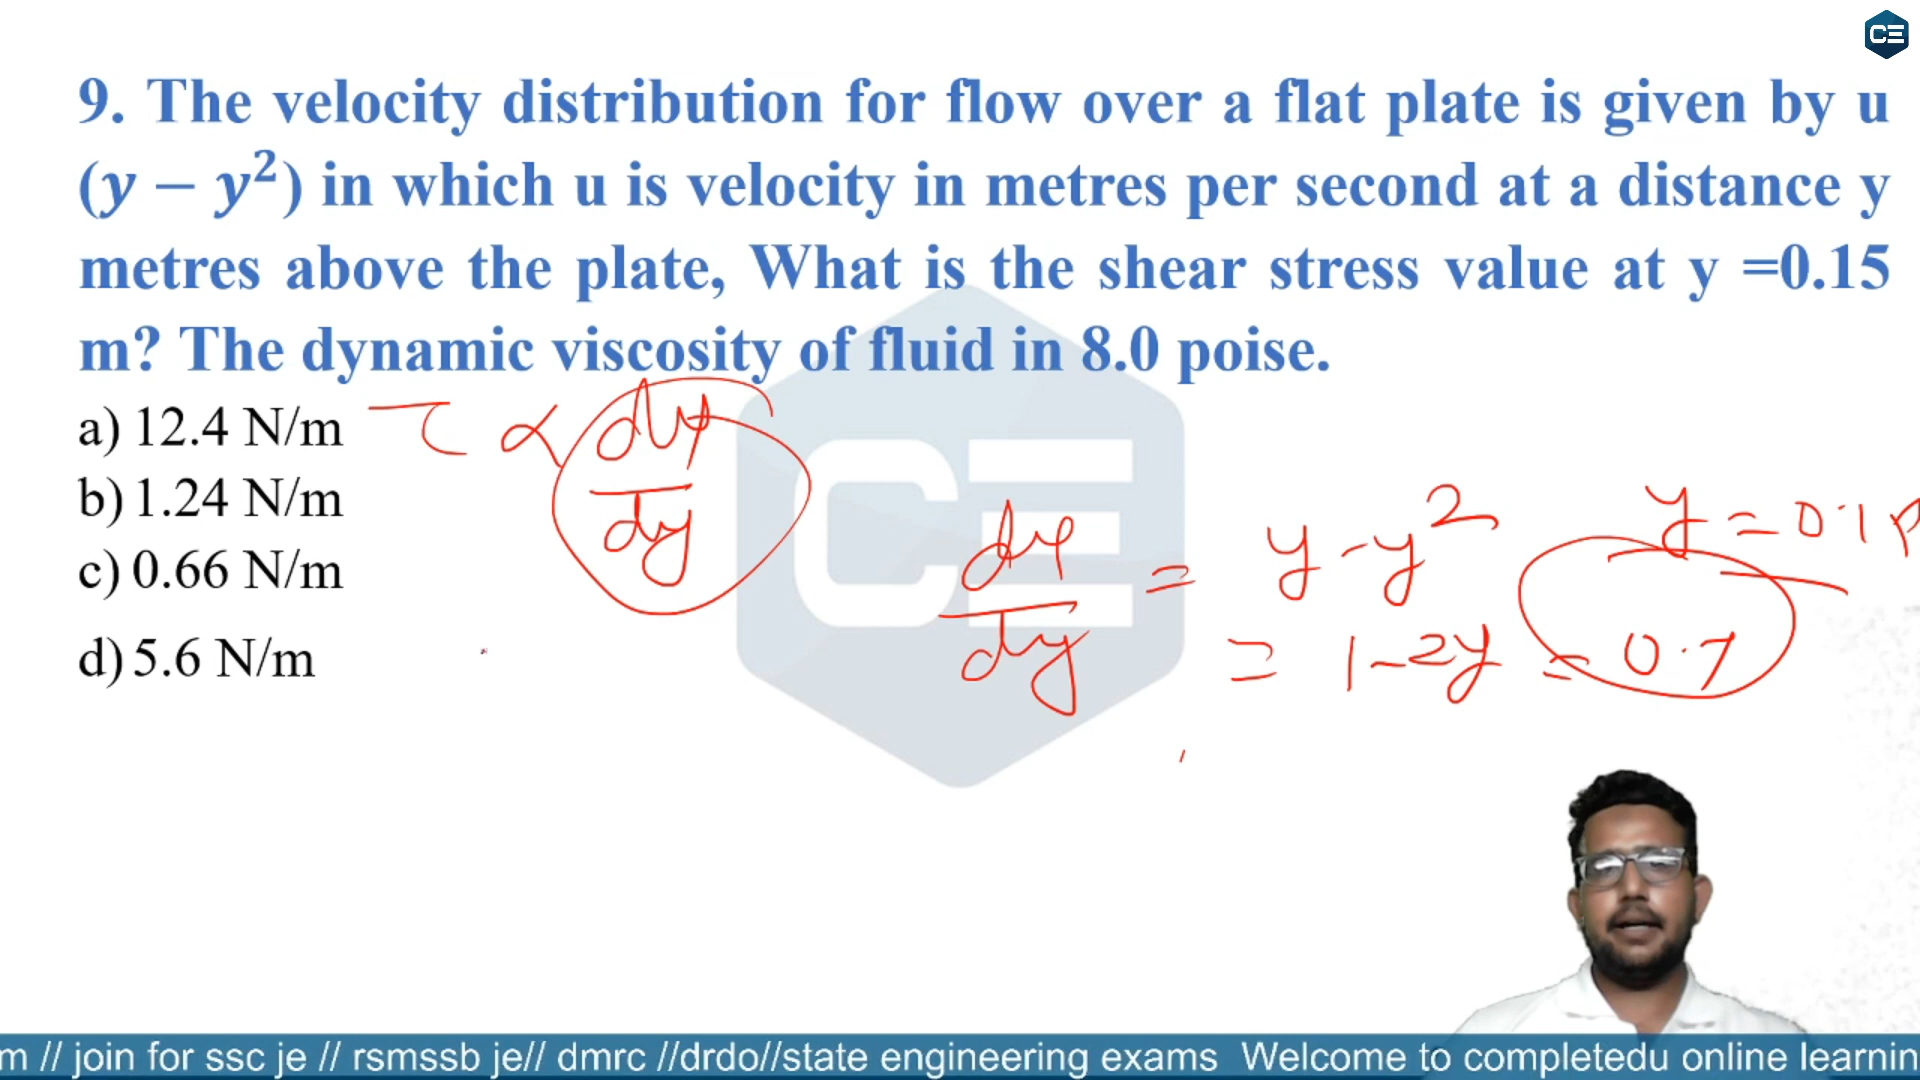 CE
9. The velocity distribution for flow over a flat plate is given by u
(y − y²) in which u is velocity in metres per second at a distance y
metres above the plate, What is the shear stress value at y =0.15
m? The dynamic viscosity of fluid in 8.0 poise.
a) 12.4 N/m
b) 1.24 N/m
c) 0.66 N/m
d) 5.6 N/m
τ ∝ du/dy
y = 0.1
= y - y²
= 1-2y = 0.7
m // join for ssc je // rsmssb je// dmrc //drdo//state engineering exams Welcome to completedu online learnin